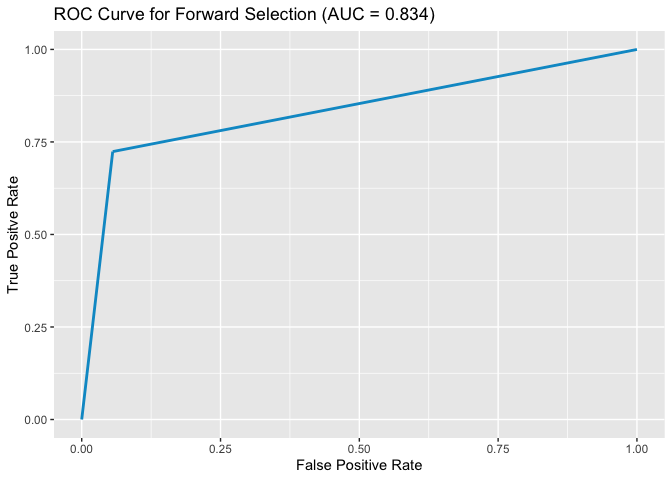 ROC Curve for Forward Selection (AUC = 0.834)
1.00
0.75
0.50
0.25
0.00
True Positve Rate
0.00 0.25 0.50 0.75 1.00
False Positive Rate